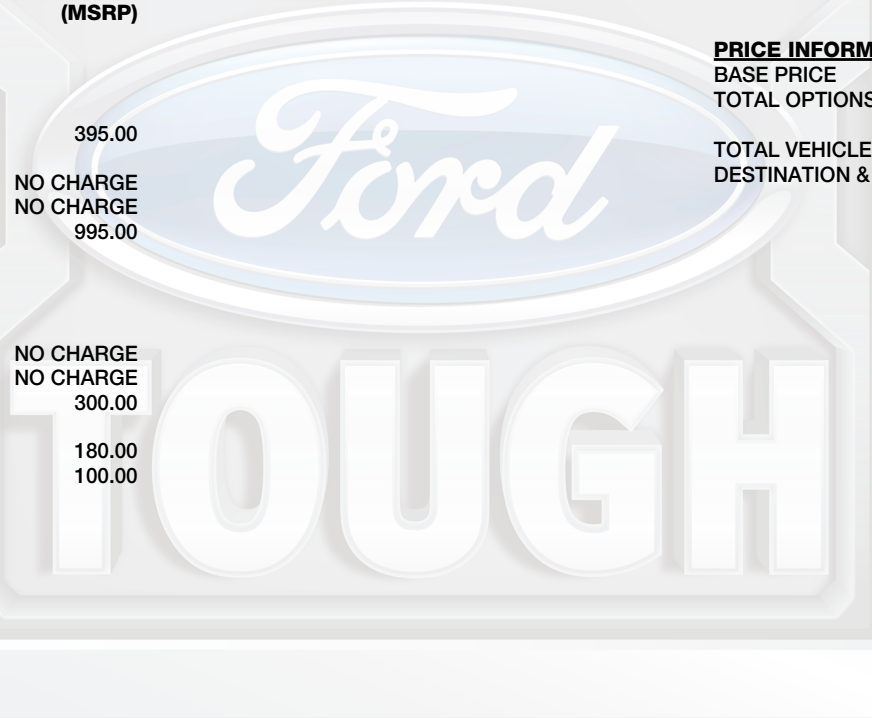 (MSRP)
395.00
NO CHARGE
NO CHARGE
995.00
NO CHARGE
NO CHARGE
300.00
180.00
100.00
PRICE INFORM
BASE PRICE
TOTAL OPTIONS
TOTAL VEHICLE
DESTINATION &
Ford
TOUGH